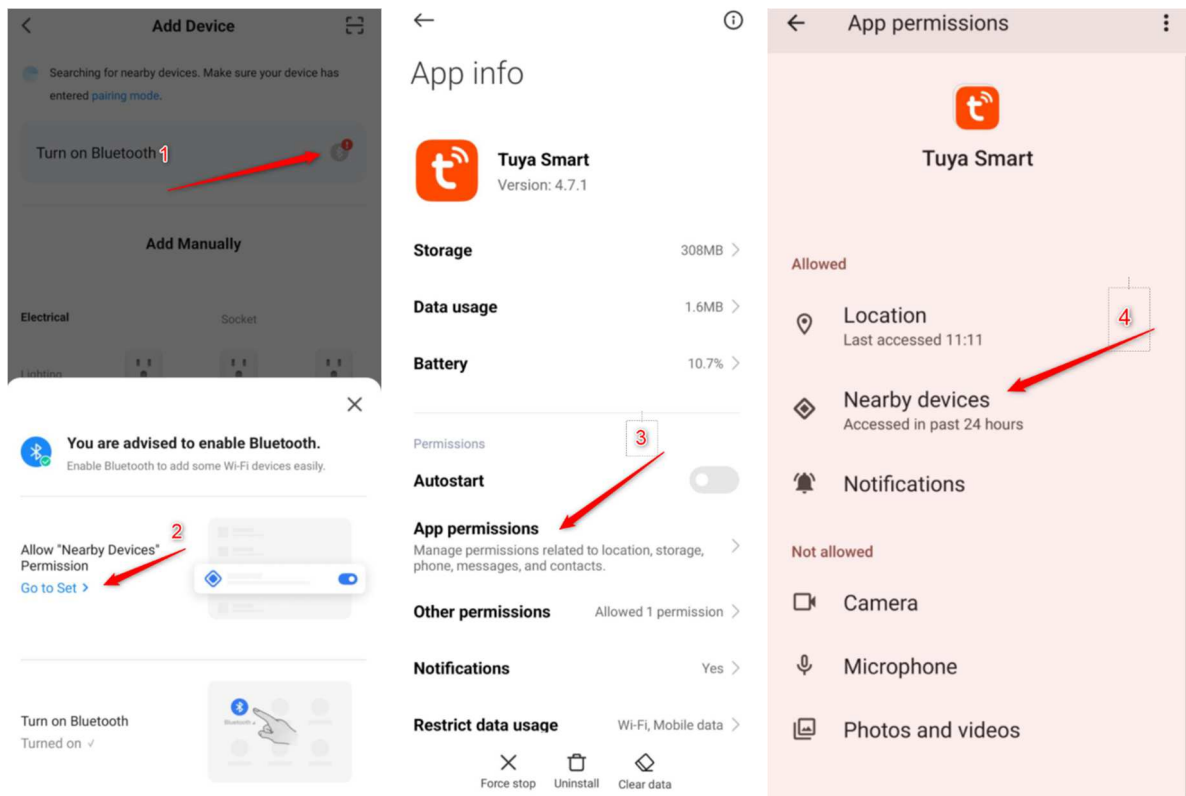 Add Device
Searching for nearby devices. Make sure your device has
entered pairing mode.
Turn on Bluetooth 1
Add Manually
Electrical
Socket
Lighting
You are advised to enable Bluetooth.
Enable Bluetooth to add some Wi-Fi devices easily.
2
Allow "Nearby Devices"
Permission
Go to Set >
Turn on Bluetooth
Turned on ✓
Bluetooth
App info
Tuya Smart
Version: 4.7.1
Storage 308MB >
Data usage 1.6MB >
Battery 10.7% >
Permissions
3
Autostart
App permissions
Manage permissions related to location, storage,
phone, messages, and contacts.
Other permissions Allowed 1 permission >
Notifications Yes >
Restrict data usage Wi-Fi, Mobile data >
Force stop Uninstall Clear data
App permissions
Tuya Smart
Allowed
4
Location
Last accessed 11:11
Nearby devices
Accessed in past 24 hours
Notifications
Not allowed
Camera
Microphone
Photos and videos